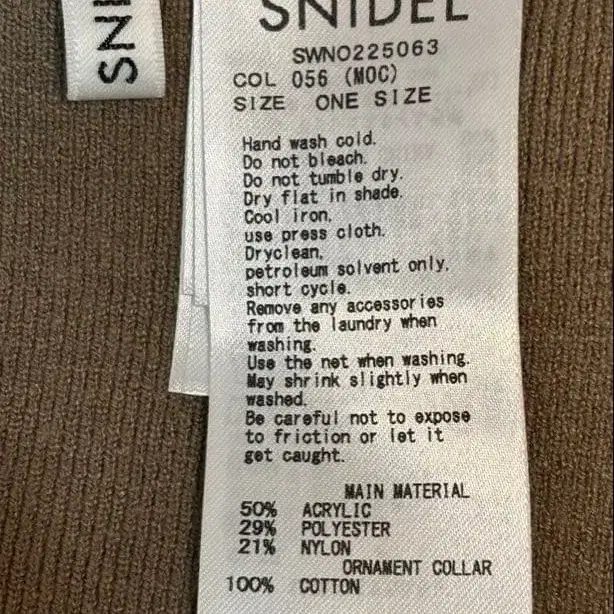 SNI
SNIDEL
SWNO225063
COL 056 (MOC)
SIZE ONE SIZE
Hand wash cold.
Do not bleach.
Do not tumble dry.
Dry flat in shade.
Cool iron.
use press cloth.
Dryclean,
petroleum solvent only,
short cycle.
Remove any accessories
from the laundry when
washing.
Use the net when washing.
May shrink slightly when
washed.
Be careful not to expose
to friction or let it
get caught.
MAIN MATERIAL
50% ACRYLIC
29% POLYESTER
21% NYLON
ORNAMENT COLLAR
100% COTTON